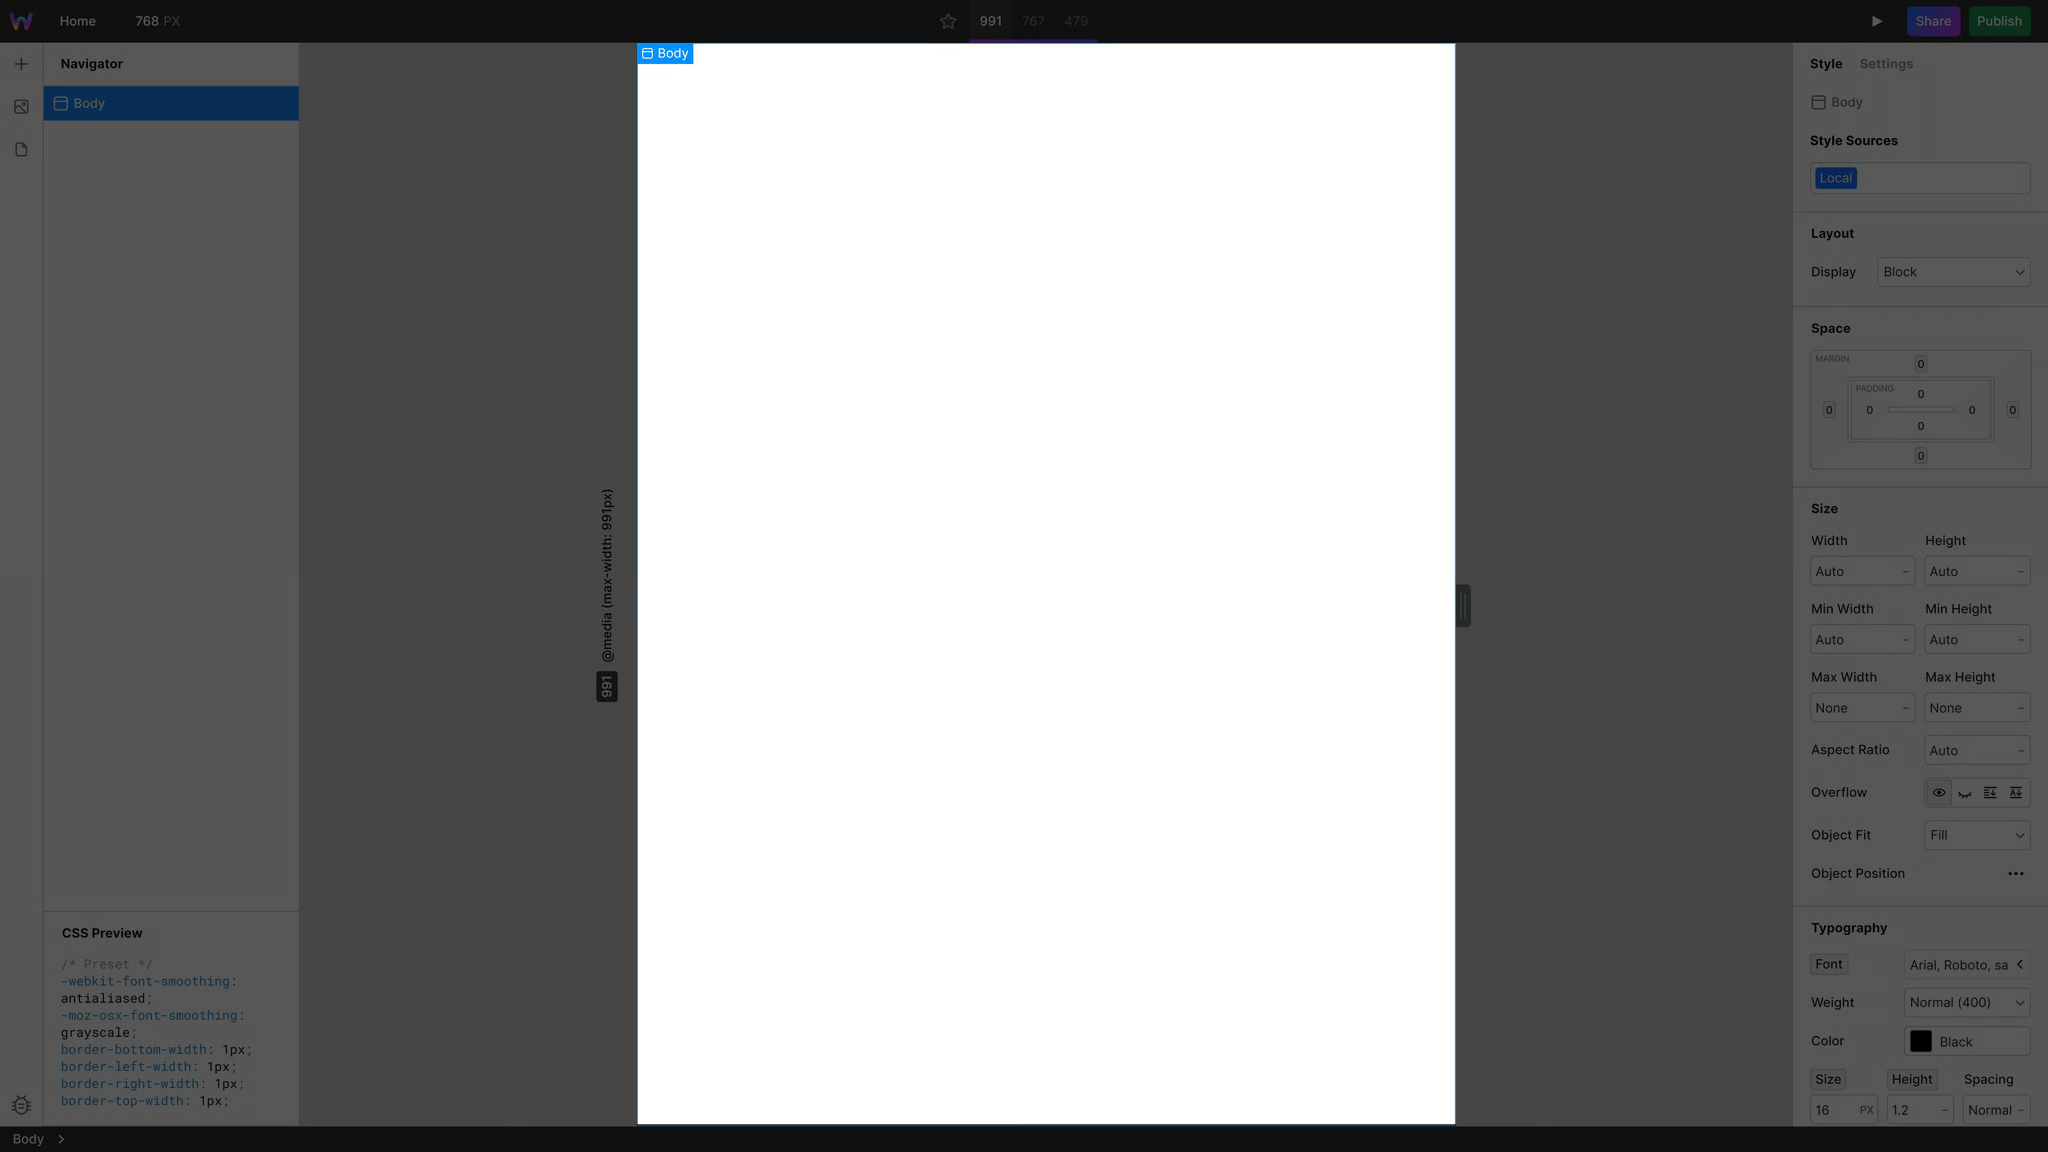 Home
768 PX
991
767
479
Share
Publish
Navigator
Body
Body
@media (max-width: 991px)
991
CSS Preview
/* Preset */
-webkit-font-smoothing:
antialiased;
-moz-osx-font-smoothing:
grayscale;
border-bottom-width: 1px;
border-left-width: 1px;
border-right-width: 1px;
border-top-width: 1px;
Style Settings
Body
Style Sources
Local
Layout
Display Block
Space
MARGIN
0
PADDING
0
0 0 0 0
0
0
Size
Width Height
Auto – Auto –
Min Width Min Height
Auto – Auto –
Max Width Max Height
None – None –
Aspect Ratio Auto –
Overflow
Object Fit Fill
Object Position
Typography
Font Arial, Roboto, sa
Weight Normal (400)
Color Black
Size Height Spacing
16 PX 1.2 – Normal –
Body